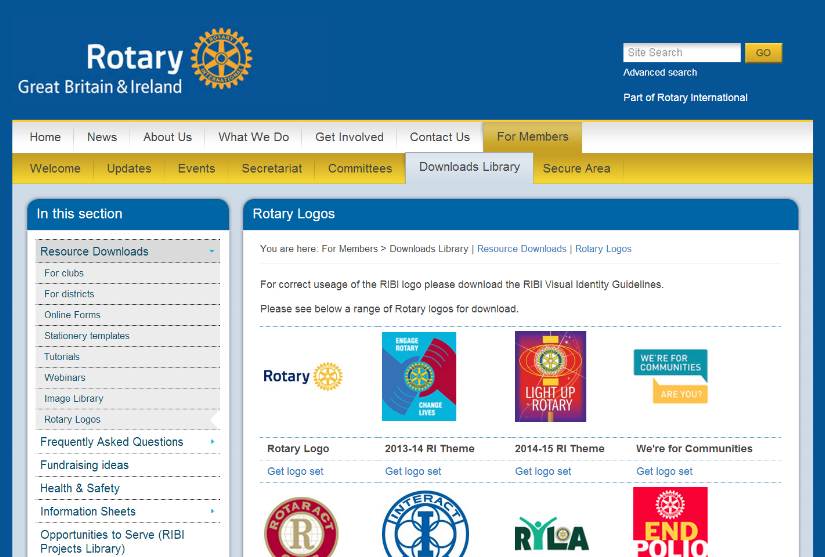 Rotary
Great Britain & Ireland
ROTARY
INTERNATIONAL
Site Search
GO
Advanced search
Part of Rotary International
Home
News
About Us
What We Do
Get Involved
Contact Us
For Members
Welcome
Updates
Events
Secretariat
Committees
Downloads Library
Secure Area
In this section
Resource Downloads
For clubs
For districts
Online Forms
Stationery templates
Tutorials
Webinars
Image Library
Rotary Logos
Frequently Asked Questions
Fundraising ideas
Health & Safety
Information Sheets
Opportunities to Serve (RIBI
Projects Library)
Rotary Logos
You are here: For Members > Downloads Library | Resource Downloads | Rotary Logos
For correct useage of the RIBI logo please download the RIBI Visual Identity Guidelines.
Please see below a range of Rotary logos for download.
Rotary
ENGAGE
ROTARY
CHANGE
LIVES
LIGHT UP
ROTARY
WE'RE FOR
COMMUNITIES
ARE YOU?
Rotary Logo
2013-14 RI Theme
2014-15 RI Theme
We're for Communities
Get logo set
Get logo set
Get logo set
Get logo set
ROTARACT
R
INTERACT
I
RYLA
END
POLIO